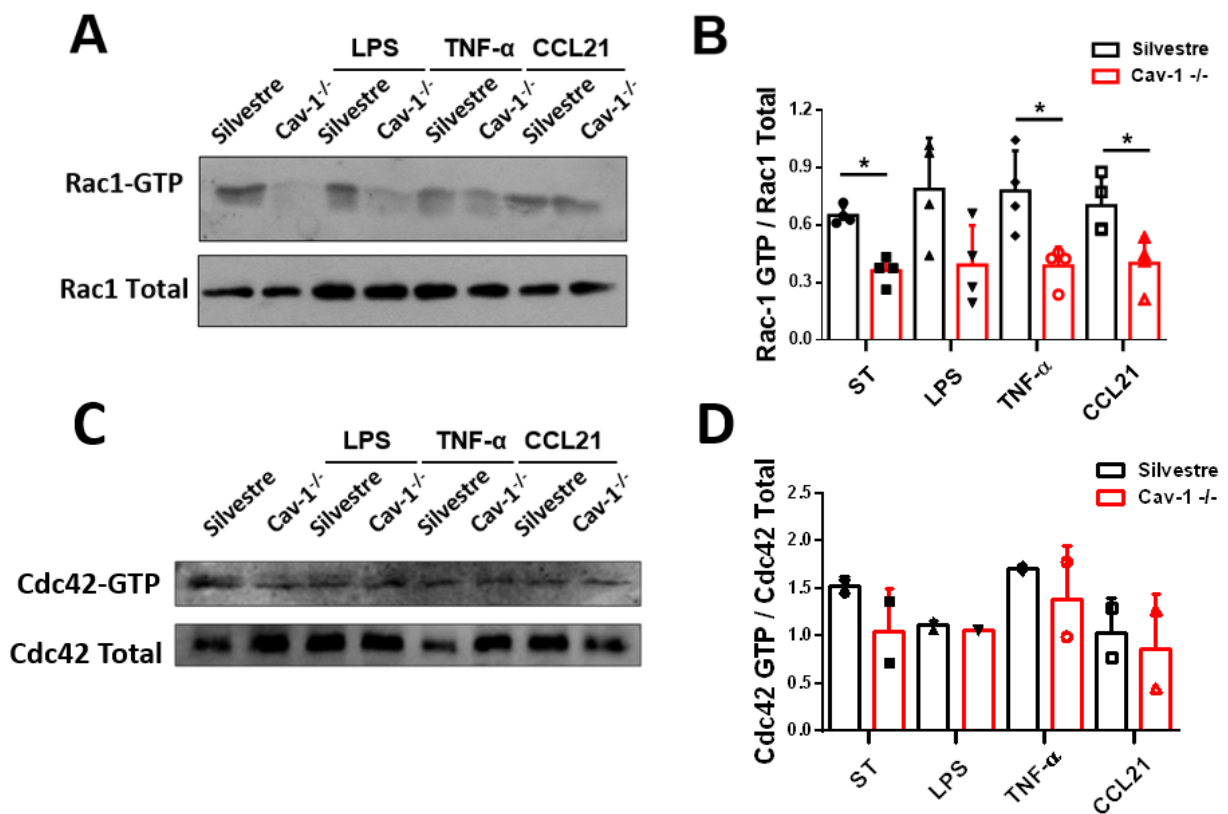 A
LPS TNF-α CCL21
Silvestre Cav-1-/- Silvestre Cav-1-/- Silvestre Cav-1-/- Silvestre Cav-1-/-
Rac1-GTP
Rac1 Total
B
Silvestre
Cav-1 -/-
Rac-1 GTP / Rac1 Total
1.2
0.9
0.6
0.3
0.0
* * *
ST LPS TNF-α CCL21
C
LPS TNF-α CCL21
Silvestre Cav-1-/- Silvestre Cav-1-/- Silvestre Cav-1-/- Silvestre Cav-1-/-
Cdc42-GTP
Cdc42 Total
D
Silvestre
Cav-1 -/-
Cdc42 GTP / Cdc42 Total
2.5
2.0
1.5
1.0
0.5
0.0
ST LPS TNF-α CCL21